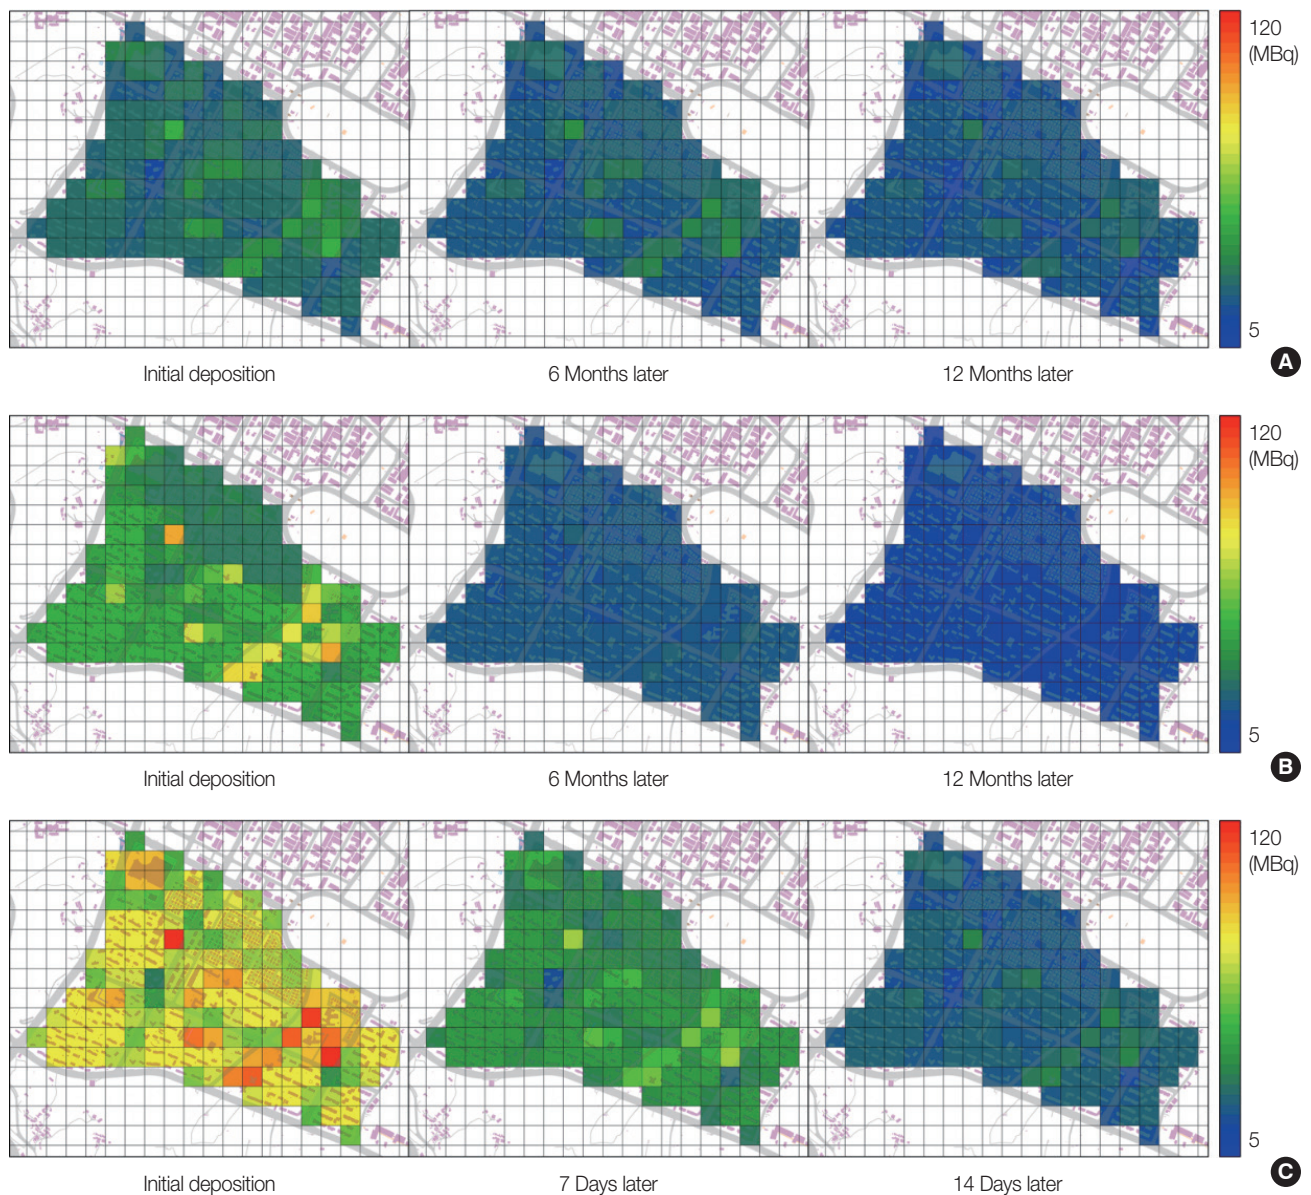 120
(MBq)
5
A
Initial deposition
6 Months later
12 Months later
120
(MBq)
5
B
Initial deposition
6 Months later
12 Months later
120
(MBq)
5
C
Initial deposition
7 Days later
14 Days later